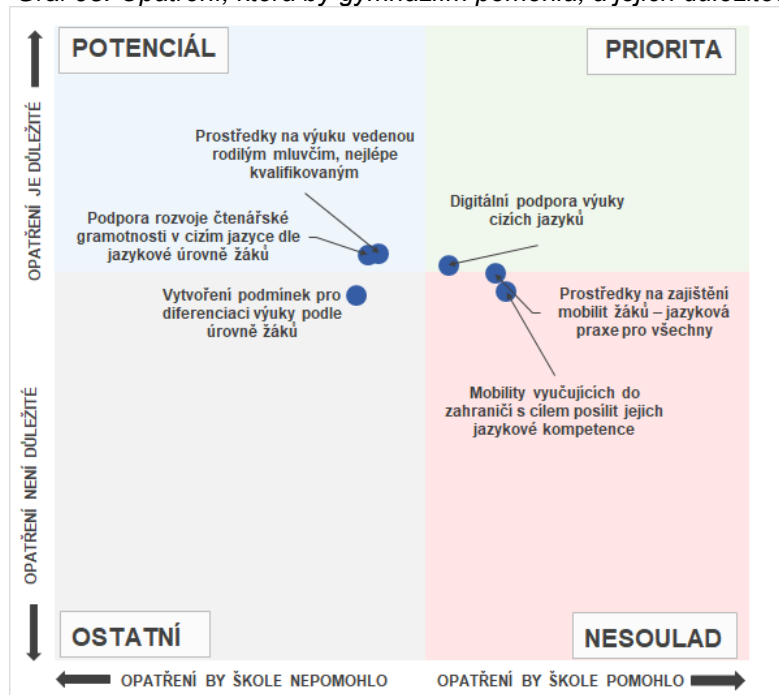 POTENCIÁL
PRIORITA
Prostředky na výuku vedenou
rodilým mluvčím, nejlépe
kvalifikovaným
Podpora rozvoje čtenářské
gramotnosti v cizím jazyce dle
jazykové úrovně žáků
Digitální podpora výuky
cizích jazyků
Vytvoření podmínek pro
diferenciaci výuky podle
úrovně žáků
Prostředky na zajištění
mobilit žáků – jazyková
praxe pro všechny
Mobility vyučujících do
zahraničí s cílem posílit jejich
jazykové kompetence
OPATŘENÍ JE DŮLEŽITÉ
OPATŘENÍ NENÍ DŮLEŽITÉ
OSTATNÍ
NESOULAD
OPATŘENÍ BY ŠKOLE NEPOMOHLO
OPATŘENÍ BY ŠKOLE POMOHLO